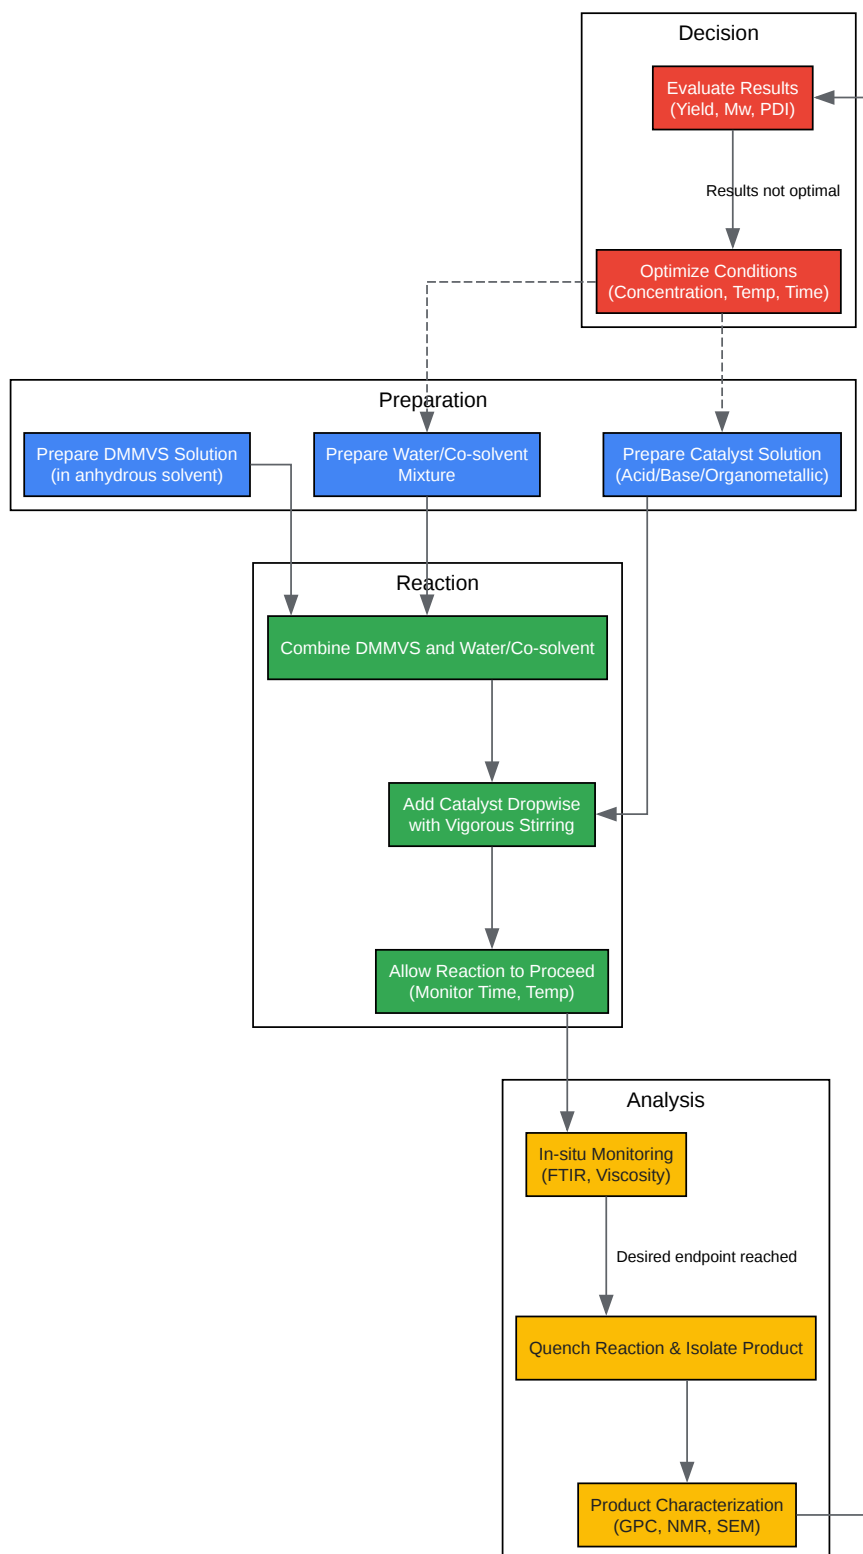 Decision
Evaluate Results
(Yield, Mw, PDI)
Results not optimal
Optimize Conditions
(Concentration, Temp, Time)
Preparation
Prepare DMMVS Solution
(in anhydrous solvent)
Prepare Water/Co-solvent
Mixture
Prepare Catalyst Solution
(Acid/Base/Organometallic)
Reaction
Combine DMMVS and Water/Co-solvent
Add Catalyst Dropwise
with Vigorous Stirring
Allow Reaction to Proceed
(Monitor Time, Temp)
Analysis
In-situ Monitoring
(FTIR, Viscosity)
Desired endpoint reached
Quench Reaction & Isolate Product
Product Characterization
(GPC, NMR, SEM)